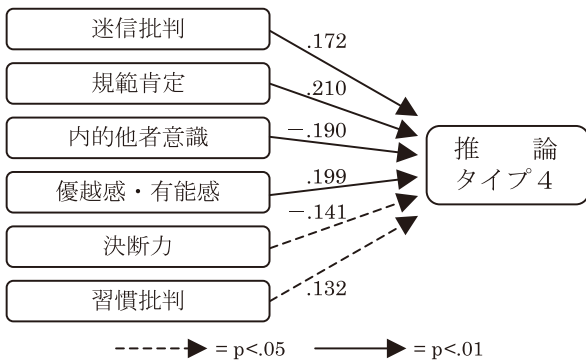 迷信批判
.172
規範肯定
.210
内的他者意識
−.190
優越感・有能感
.199
決断力
−.141
習慣批判
.132
推　論
タイプ４
= p<.05
= p<.01